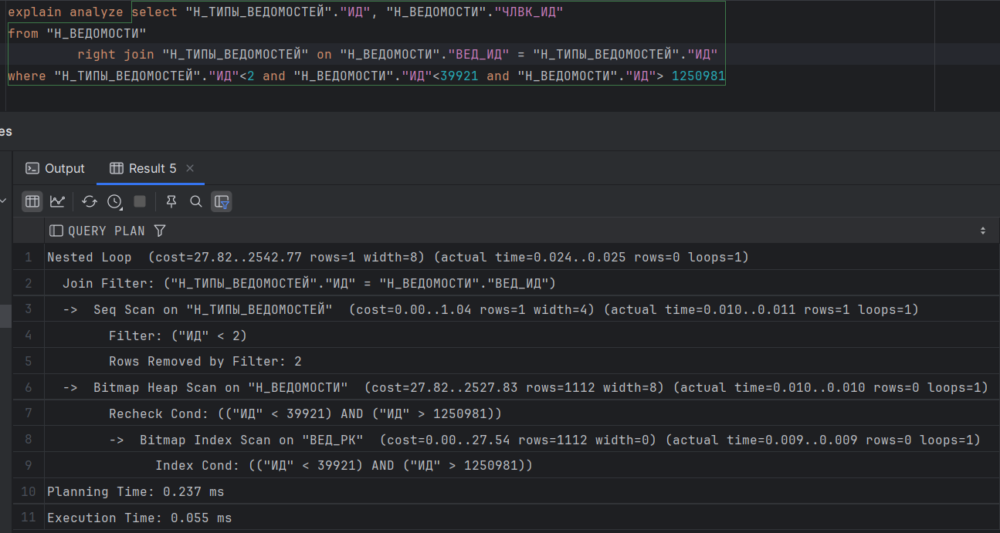 explain analyze select "Н_ТИПЫ_ВЕДОМОСТЕЙ"."ИД", "Н_ВЕДОМОСТИ"."ЧЛВК_ИД"
from "Н_ВЕДОМОСТИ"
right join "Н_ТИПЫ_ВЕДОМОСТЕЙ" on "Н_ВЕДОМОСТИ"."ВЕД_ИД" = "Н_ТИПЫ_ВЕДОМОСТЕЙ"."ИД"
where "Н_ТИПЫ_ВЕДОМОСТЕЙ"."ИД"<2 and "Н_ВЕДОМОСТИ"."ИД"<39921 and "Н_ВЕДОМОСТИ"."ИД"> 1250981
es
Output Result 5
QUERY PLAN
1 Nested Loop  (cost=27.82..2542.77 rows=1 width=8) (actual time=0.024..0.025 rows=0 loops=1)
2 Join Filter: ("Н_ТИПЫ_ВЕДОМОСТЕЙ"."ИД" = "Н_ВЕДОМОСТИ"."ВЕД_ИД")
3 ->  Seq Scan on "Н_ТИПЫ_ВЕДОМОСТЕЙ"  (cost=0.00..1.04 rows=1 width=4) (actual time=0.010..0.011 rows=1 loops=1)
4 Filter: ("ИД" < 2)
5 Rows Removed by Filter: 2
6 ->  Bitmap Heap Scan on "Н_ВЕДОМОСТИ"  (cost=27.82..2527.83 rows=1112 width=8) (actual time=0.010..0.010 rows=0 loops=1)
7 Recheck Cond: (("ИД" < 39921) AND ("ИД" > 1250981))
8 ->  Bitmap Index Scan on "ВЕД_РК"  (cost=0.00..27.54 rows=1112 width=0) (actual time=0.009..0.009 rows=0 loops=1)
9 Index Cond: (("ИД" < 39921) AND ("ИД" > 1250981))
10 Planning Time: 0.237 ms
11 Execution Time: 0.055 ms